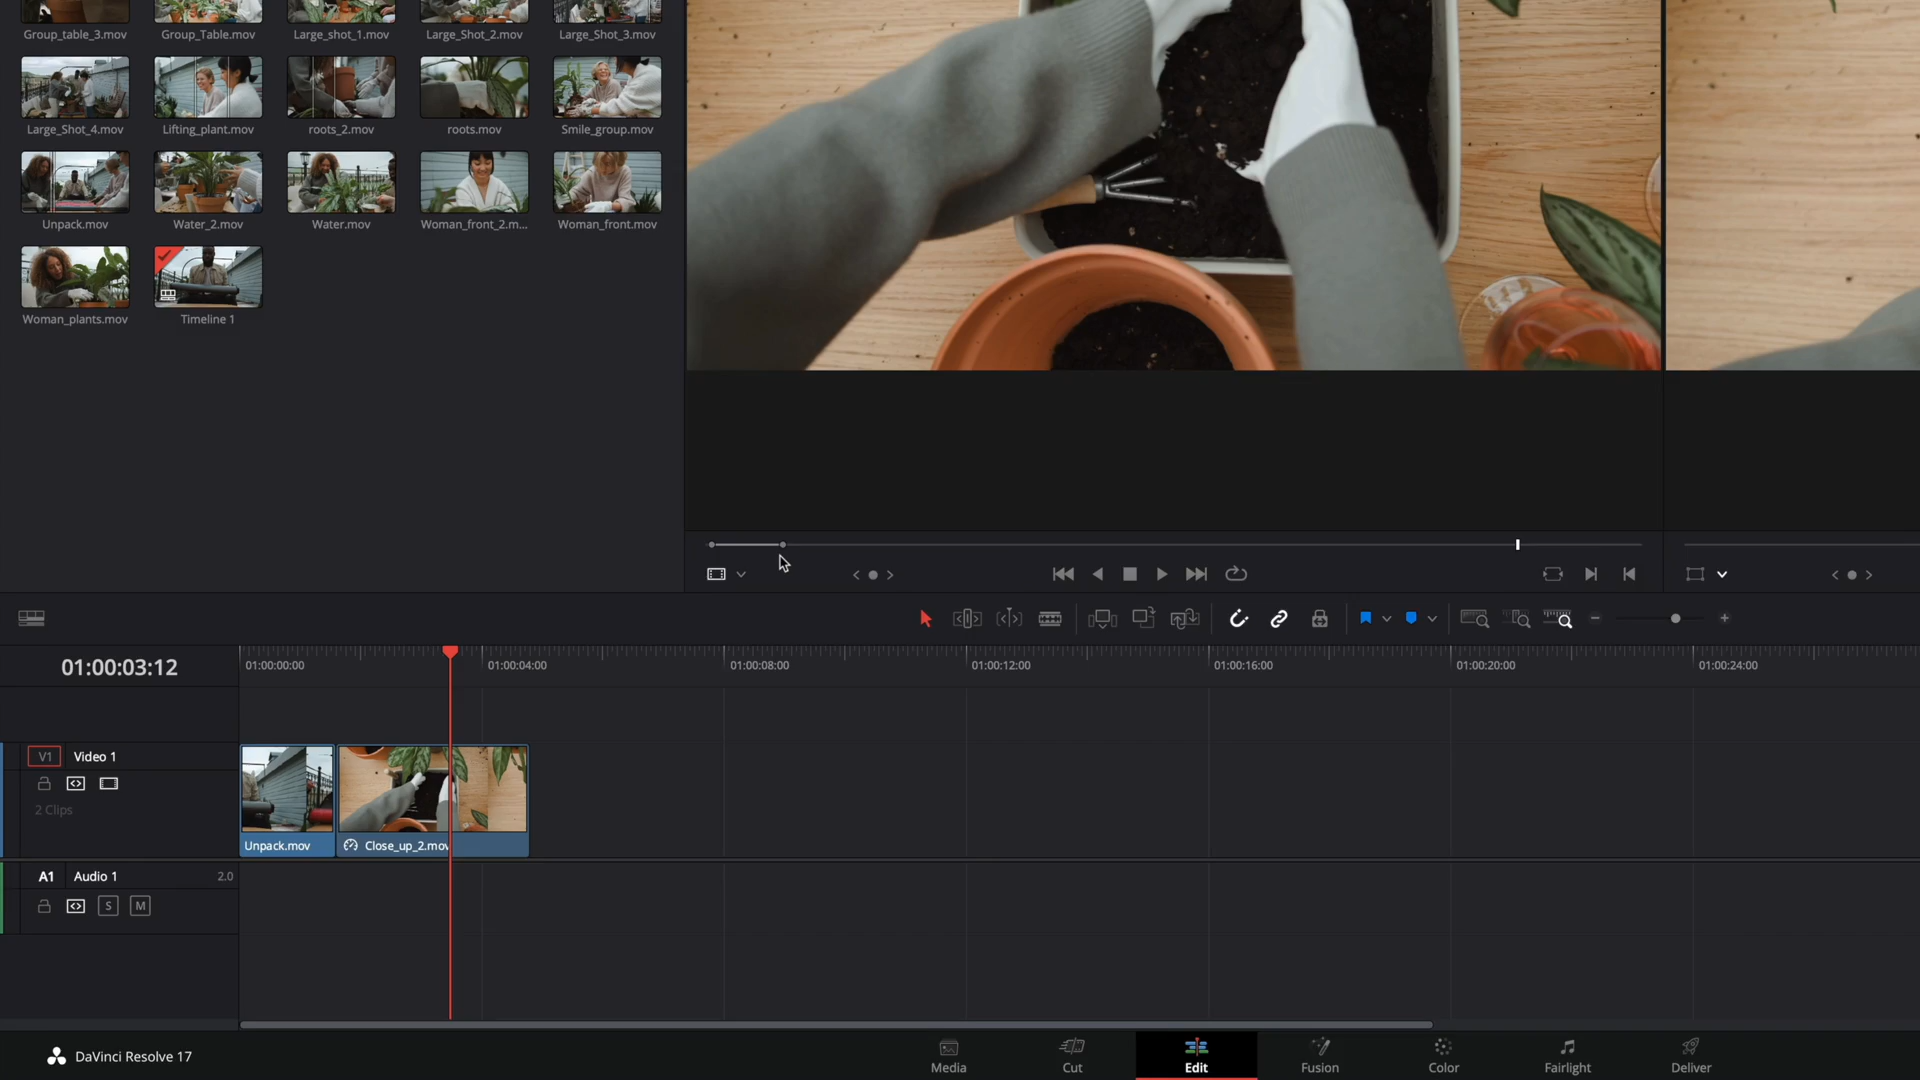 Group_table_3.mov Group_Table.mov Large_shot_1.mov Large_Shot_2.mov Large_Shot_3.mov
Large_Shot_4.mov Lifting_plant.mov roots_2.mov roots.mov Smile_group.mov
Unpack.mov Water_2.mov Water.mov Woman_front_2.m... Woman_front.mov
Woman_plants.mov Timeline 1
01:00:03:12 01:00:00:00 01:00:04:00 01:00:08:00 01:00:12:00 01:00:16:00 01:00:20:00 01:00:24:00
V1 Video 1
2 Clips
Unpack.mov Close_up_2.mov
A1 Audio 1 2.0
S M
DaVinci Resolve 17 Media Cut Edit Fusion Color Fairlight Deliver